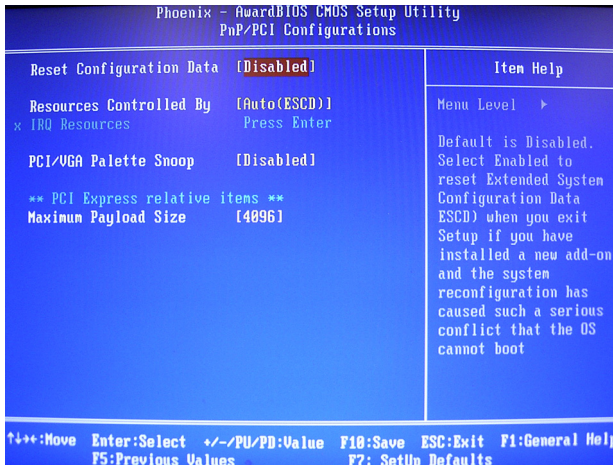 Phoenix - AwardBIOS CMOS Setup Utility
PnP/PCI Configurations
Reset Configuration Data [Disabled]
Resources Controlled By [Auto(ESCD)]
x IRQ Resources Press Enter
PCI/VGA Palette Snoop [Disabled]
** PCI Express relative items **
Maximum Payload Size [4096]
Item Help
Menu Level ▸
Default is Disabled.
Select Enabled to
reset Extended System
Configuration Data
ESCD) when you exit
Setup if you have
installed a new add-on
and the system
reconfiguration has
caused such a serious
conflict that the OS
cannot boot
↑↓→←:Move Enter:Select +/-/PU/PD:Value F10:Save ESC:Exit F1:General Help
F5:Previous Values F7: SetUp Defaults